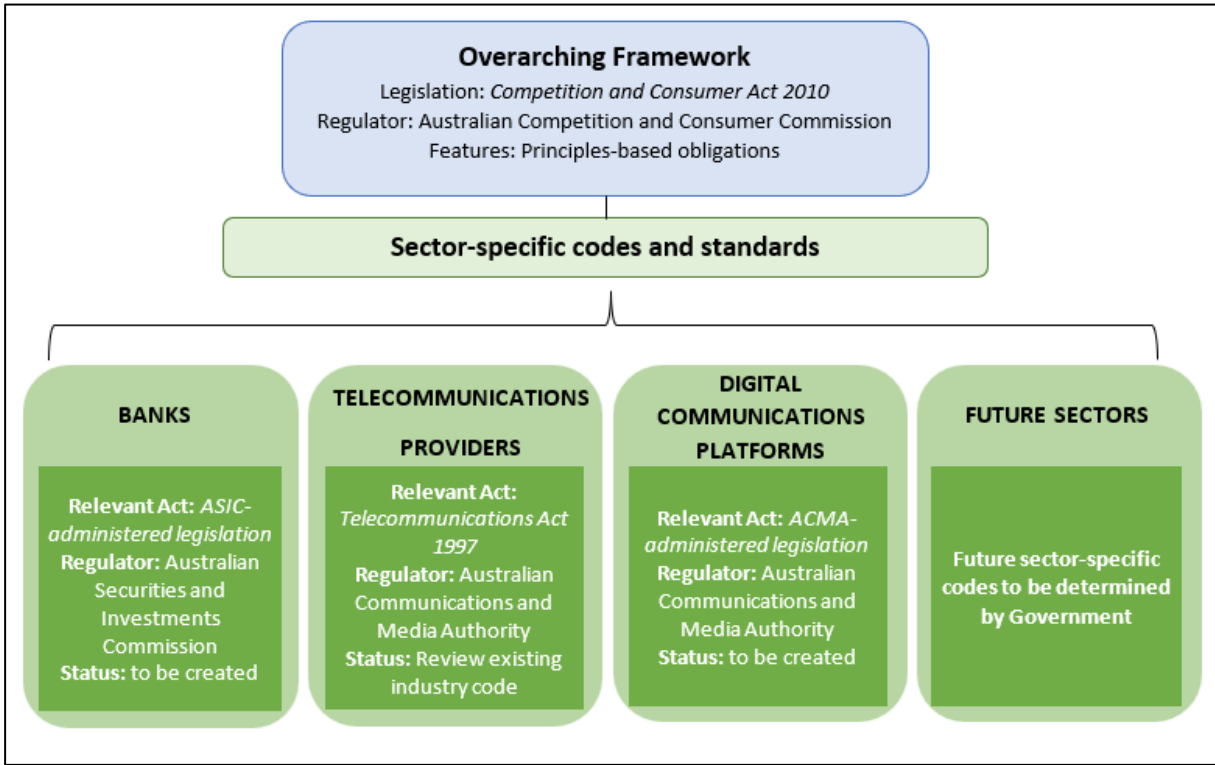 Overarching Framework
Legislation: Competition and Consumer Act 2010
Regulator: Australian Competition and Consumer Commission
Features: Principles-based obligations
Sector-specific codes and standards
BANKS
Relevant Act: ASIC-
administered legislation
Regulator: Australian
Securities and
Investments
Commission
Status: to be created
TELECOMMUNICATIONS
PROVIDERS
Relevant Act:
Telecommunications Act
1997
Regulator: Australian
Communications and
Media Authority
Status: Review existing
industry code
DIGITAL
COMMUNICATIONS
PLATFORMS
Relevant Act: ACMA-
administered legislation
Regulator: Australian
Communications and
Media Authority
Status: to be created
FUTURE SECTORS
Future sector-specific
codes to be determined
by Government